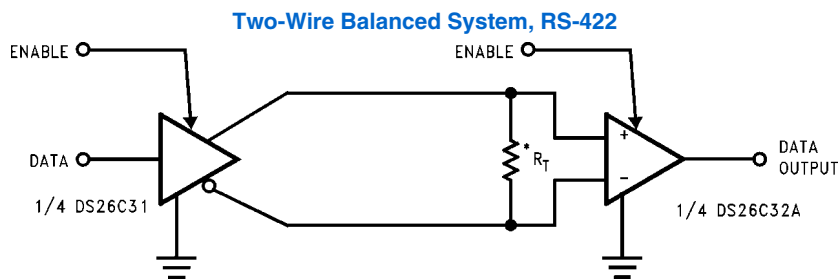 Two-Wire Balanced System, RS-422
ENABLE
ENABLE
DATA
1/4 DS26C31
* RT
+
−
DATA
OUTPUT
1/4 DS26C32A